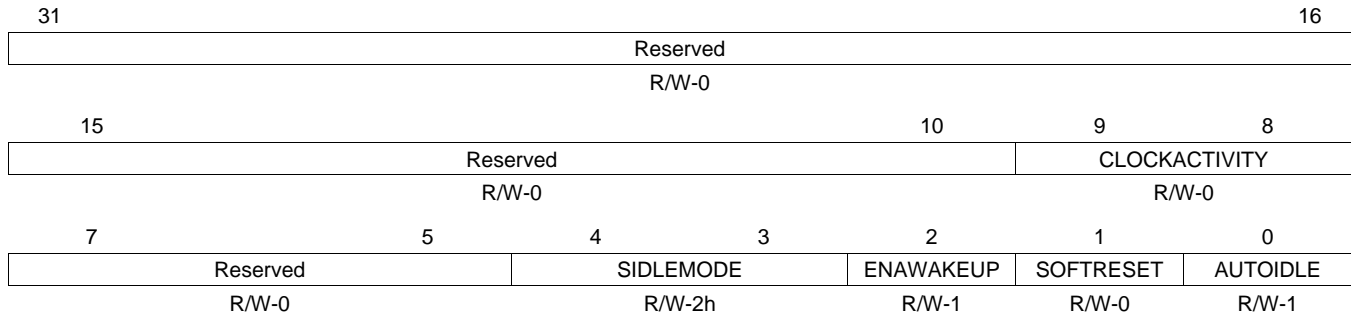 31 16
Reserved
R/W-0
15 10 9 8
Reserved CLOCKACTIVITY
R/W-0 R/W-0
7 5 4 3 2 1 0
Reserved SIDLEMODE ENAWAKEUP SOFTRESET AUTOIDLE
R/W-0 R/W-2h R/W-1 R/W-0 R/W-1